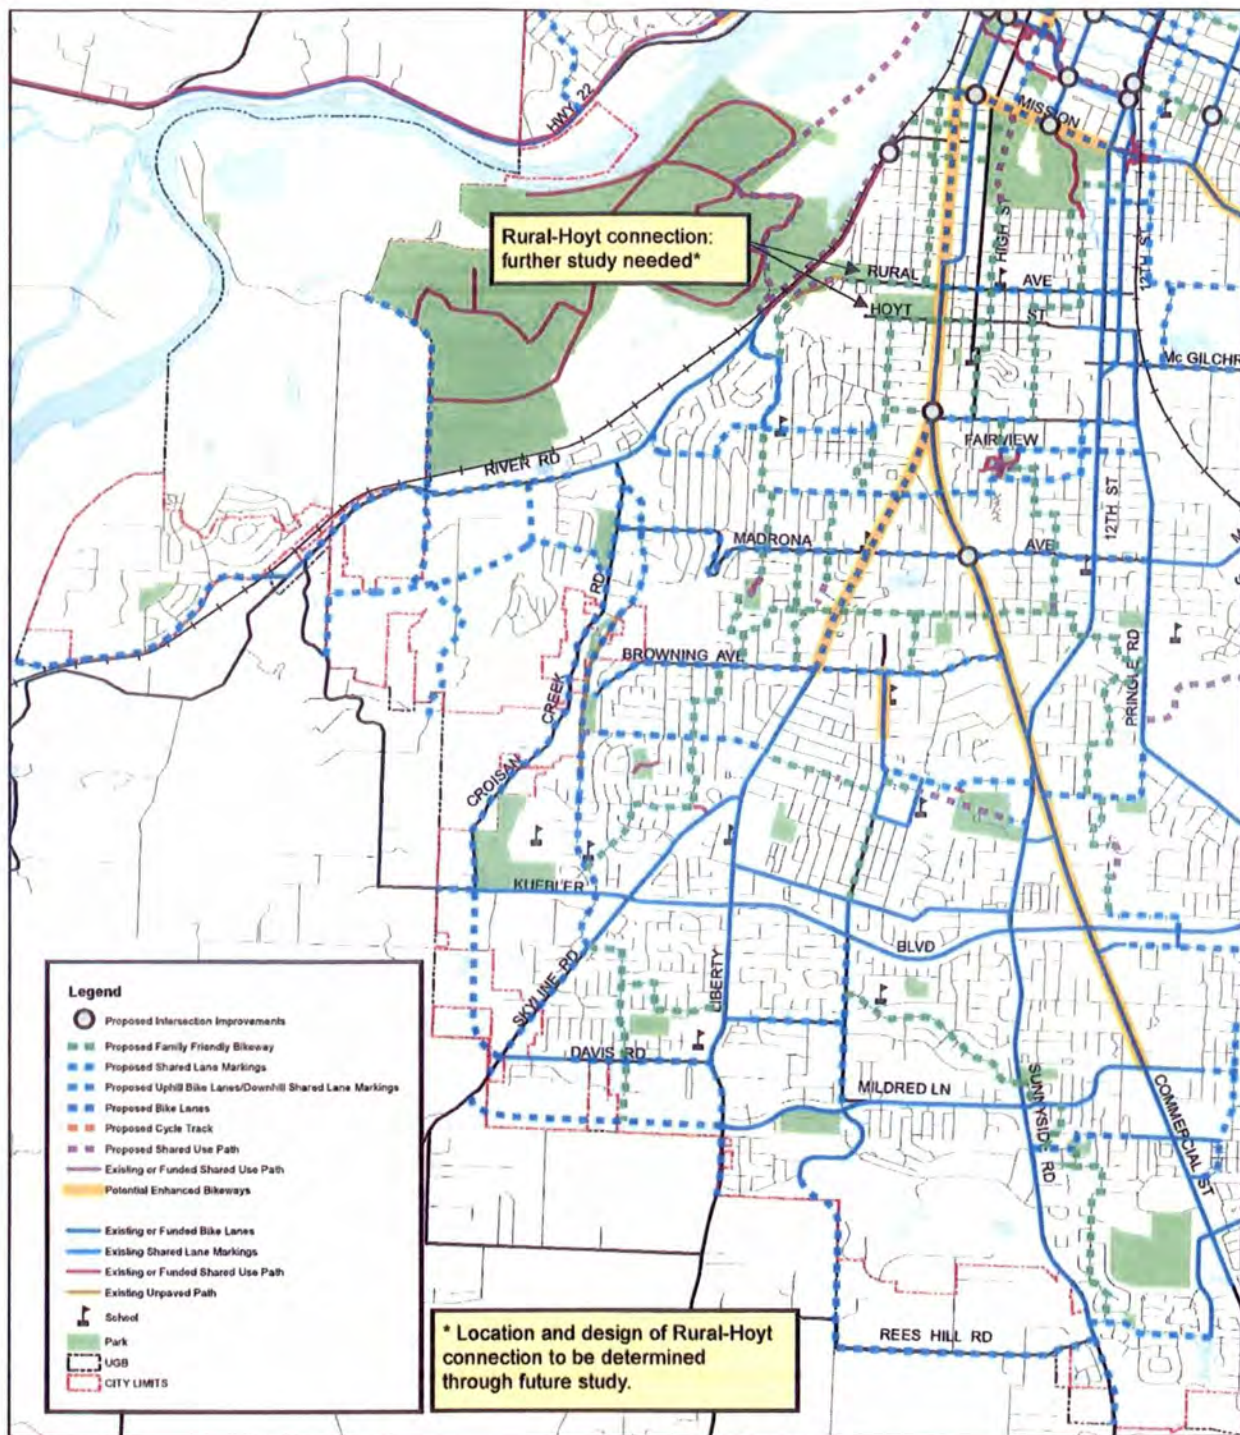 HWY 22
MISSION
Rural-Hoyt connection:
further study needed*
HIGH ST
12TH ST
RURAL
AVE
HOYT
ST
Mc GILCHR
FAIRVIEW
RIVER RD
12TH ST
MADRONA
AVE
RD
BROWNING AVE
PRINGLE RD
CREEK
CROISAN
KUEBLER
BLVD
SKYLINE RD
LIBERTY
DAVIS RD
MILDRED LN
SUNNYSIDE RD
COMMERCIAL ST
REES HILL RD
Legend
Proposed Intersection Improvements
Proposed Family Friendly Bikeway
Proposed Shared Lane Markings
Proposed Uphill Bike Lanes/Downhill Shared Lane Markings
Proposed Bike Lanes
Proposed Cycle Track
Proposed Shared Use Path
Existing or Funded Shared Use Path
Potential Enhanced Bikeways
Existing or Funded Bike Lanes
Existing Shared Lane Markings
Existing or Funded Shared Use Path
Existing Unpaved Path
School
Park
UGB
CITY LIMITS
* Location and design of Rural-Hoyt
connection to be determined
through future study.